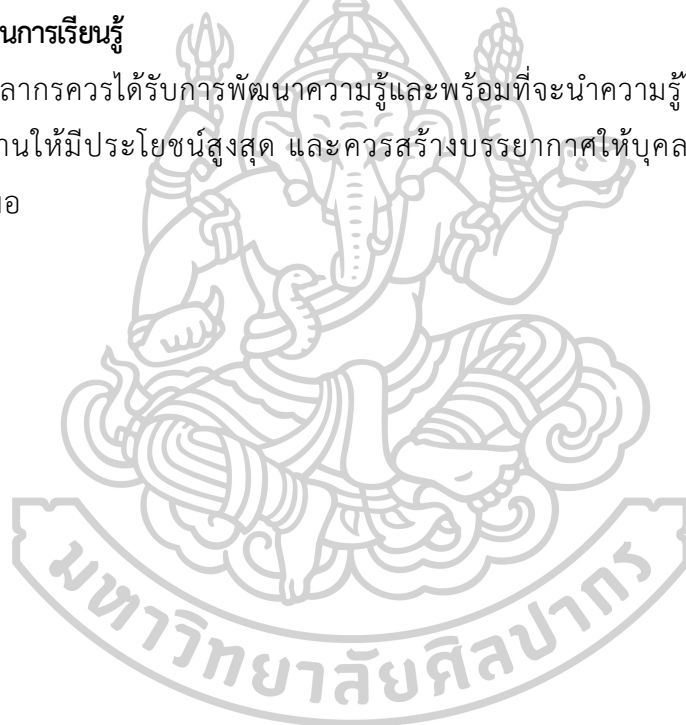 นการเรียนรู้
ลากรควรได้รับการพัฒนาความรู้และพร้อมที่จะนำความรู้
านให้มีประโยชน์สูงสุด และควรสร้างบรรยากาศให้บุคล
อ
มหาวิทยาลัยศิลปากร